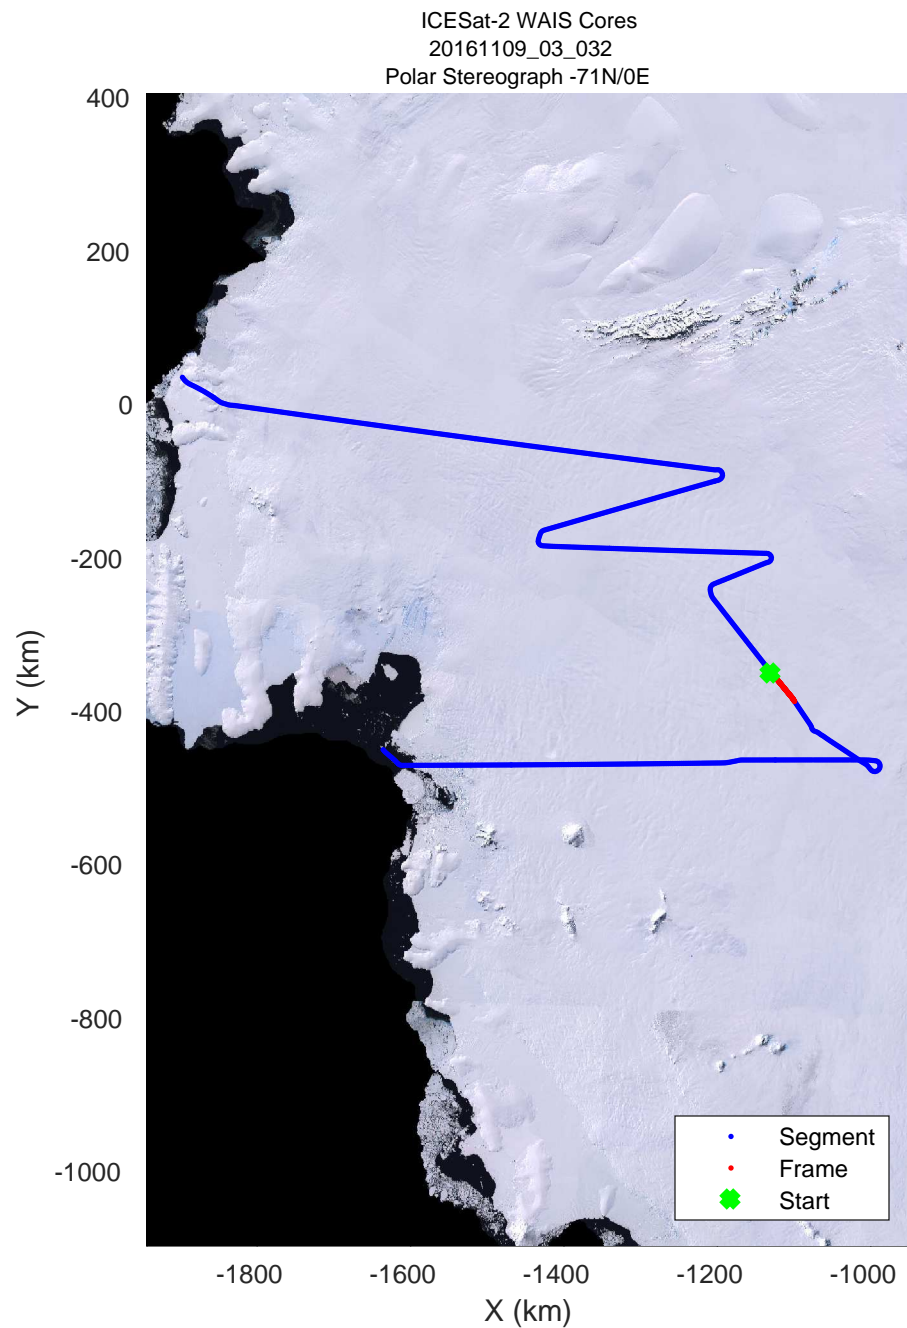 ICESat-2 WAIS Cores
20161109_03_032
Polar Stereograph -71N/0E
400
200
0
-200
-400
-600
-800
-1000
Y (km)
Segment
Frame
Start
-1800 -1600 -1400 -1200 -1000
X (km)